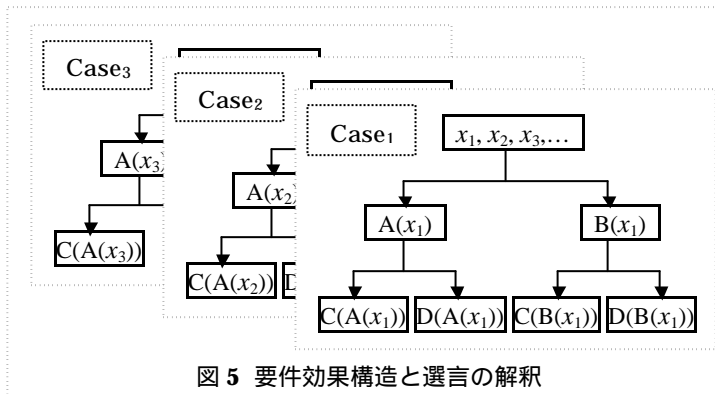 Case₃
Case₂
Case₁
x₁, x₂, x₃,…
A(x₃)
A(x₂)
A(x₁)
B(x₁)
C(A(x₃))
C(A(x₂))
C(A(x₁))
D(A(x₁))
C(B(x₁))
D(B(x₁))
図 5 要件効果構造と選言の解釈